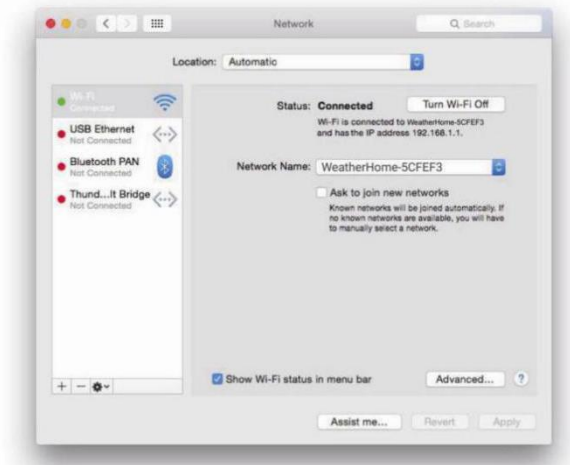 Network
Search
Location: Automatic
Wi-Fi
Connected
USB Ethernet
Not Connected
Bluetooth PAN
Not Connected
Thund...lt Bridge
Not Connected
Status: Connected
Turn Wi-Fi Off
Wi-Fi is connected to WeatherHome-5CFEF3
and has the IP address 192.168.1.1.
Network Name: WeatherHome-5CFEF3
Ask to join new networks
Known networks will be joined automatically. If
no known networks are available, you will have
to manually select a network.
Show Wi-Fi status in menu bar
Advanced...
?
Assist me...
Revert
Apply